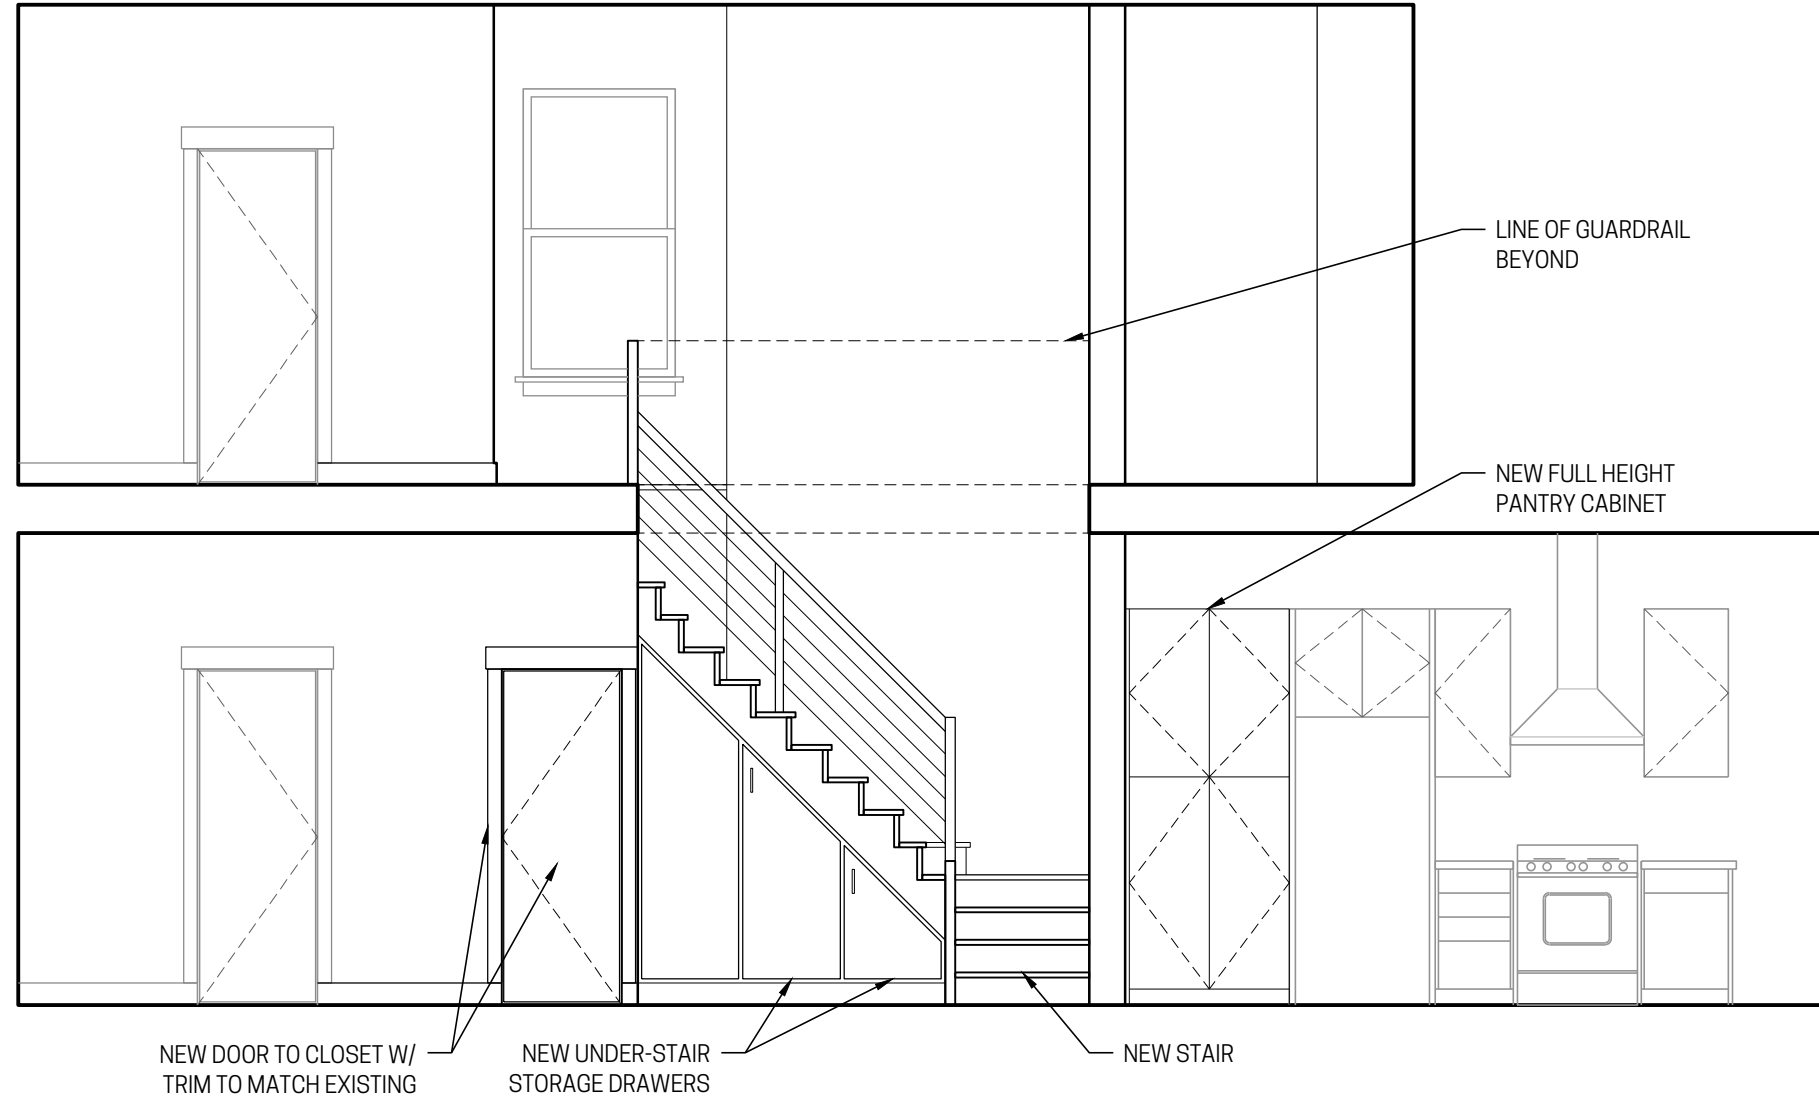 LINE OF GUARDRAIL
BEYOND
NEW FULL HEIGHT
PANTRY CABINET
NEW DOOR TO CLOSET W/
TRIM TO MATCH EXISTING
NEW UNDER-STAIR
STORAGE DRAWERS
NEW STAIR